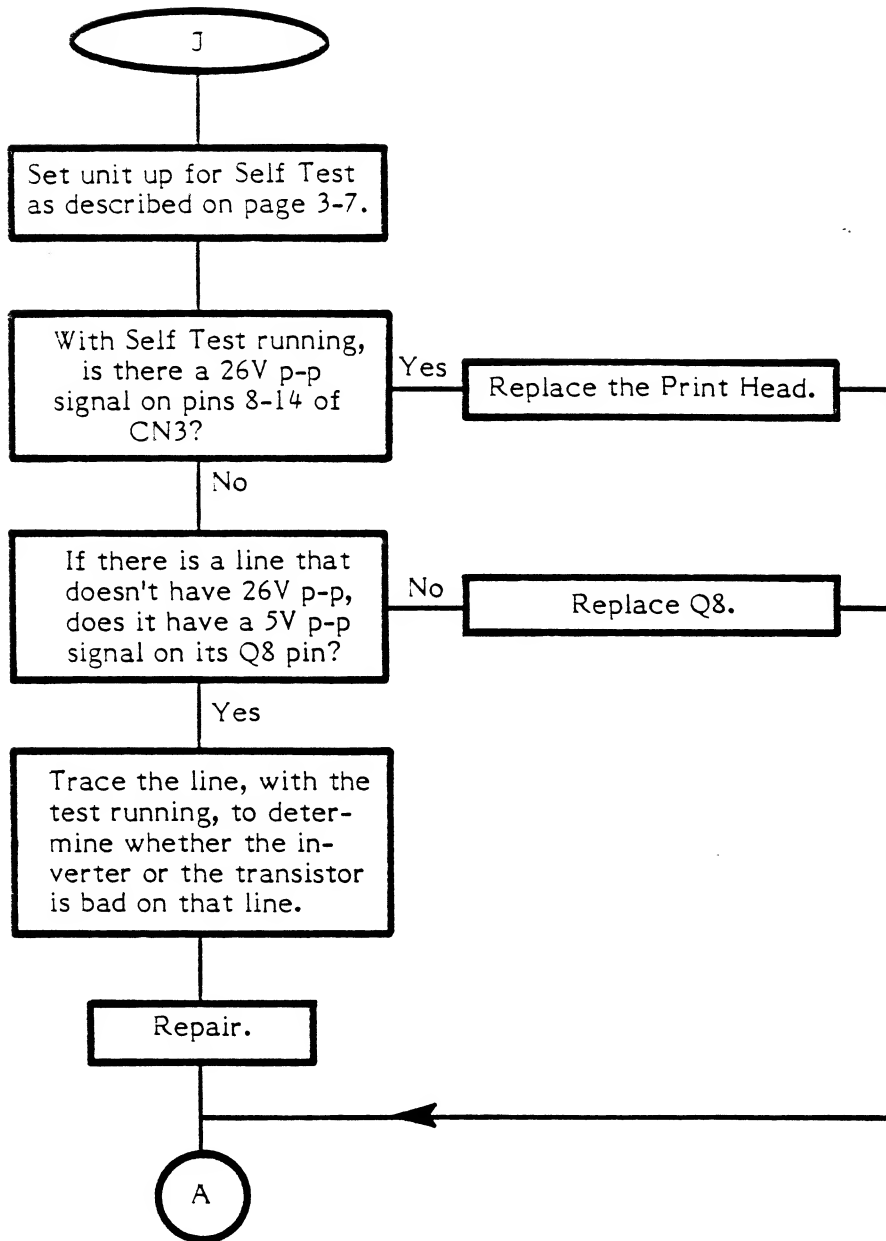 J
Set unit up for Self Test
as described on page 3-7.
With Self Test running,
is there a 26V p-p
signal on pins 8-14 of
CN3?
Yes
Replace the Print Head.
No
If there is a line that
doesn't have 26V p-p,
does it have a 5V p-p
signal on its Q8 pin?
No
Replace Q8.
Yes
Trace the line, with the
test running, to deter-
mine whether the in-
verter or the transistor
is bad on that line.
Repair.
A